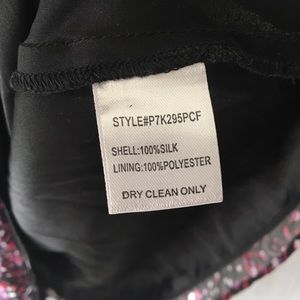 STYLE#P7K295PCF
SHELL:100%SILK
LINING:100%POLYESTER
DRY CLEAN ONLY